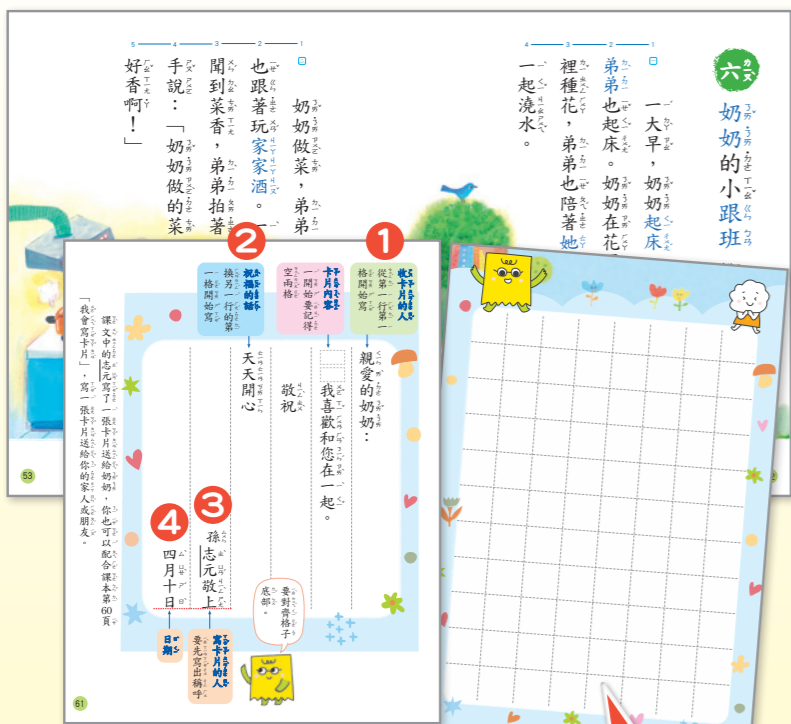 六
奶奶的小跟班
1
一大早,奶奶起床
2
弟弟也起床。奶奶在花
3
裡種花,弟弟也陪著她
4
一起澆水。
1
奶奶做菜,弟弟
2
也跟著玩家家酒。一
3
聞到菜香,弟弟拍著
4
手說:「奶奶做的菜
5
好香啊!」
53
1
收卡片的人
從第一行第一
格開始寫
卡片內容
一開始要記得
空兩格
2
祝福的話
換另一行的第
一格開始寫
親愛的奶奶:
我喜歡和您在一起。
敬祝
天天開心
3
孫志元敬上
4
四月十日
寫卡片的人
要先寫出稱呼
日期
要對齊格子
底部。
課文中的志元寫了一張卡片送給奶奶,你也可以配合課本第60頁
「我會寫卡片」,寫一張卡片送給你的家人或朋友。
61